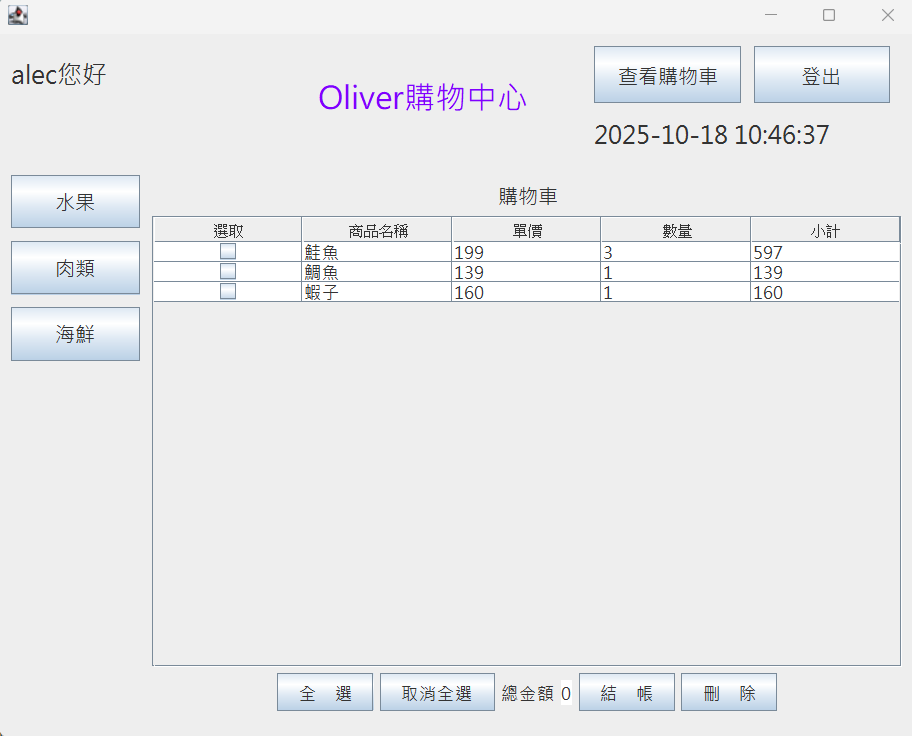 alec您好
Oliver購物中心
查看購物車 登出
2025-10-18 10:46:37
水果
肉類
海鮮
購物車
選取 商品名稱 單價 數量 小計
鮭魚 199 3 597
鯛魚 139 1 139
蝦子 160 1 160
全 選 取消全選 總金額 0 結 帳 刪 除